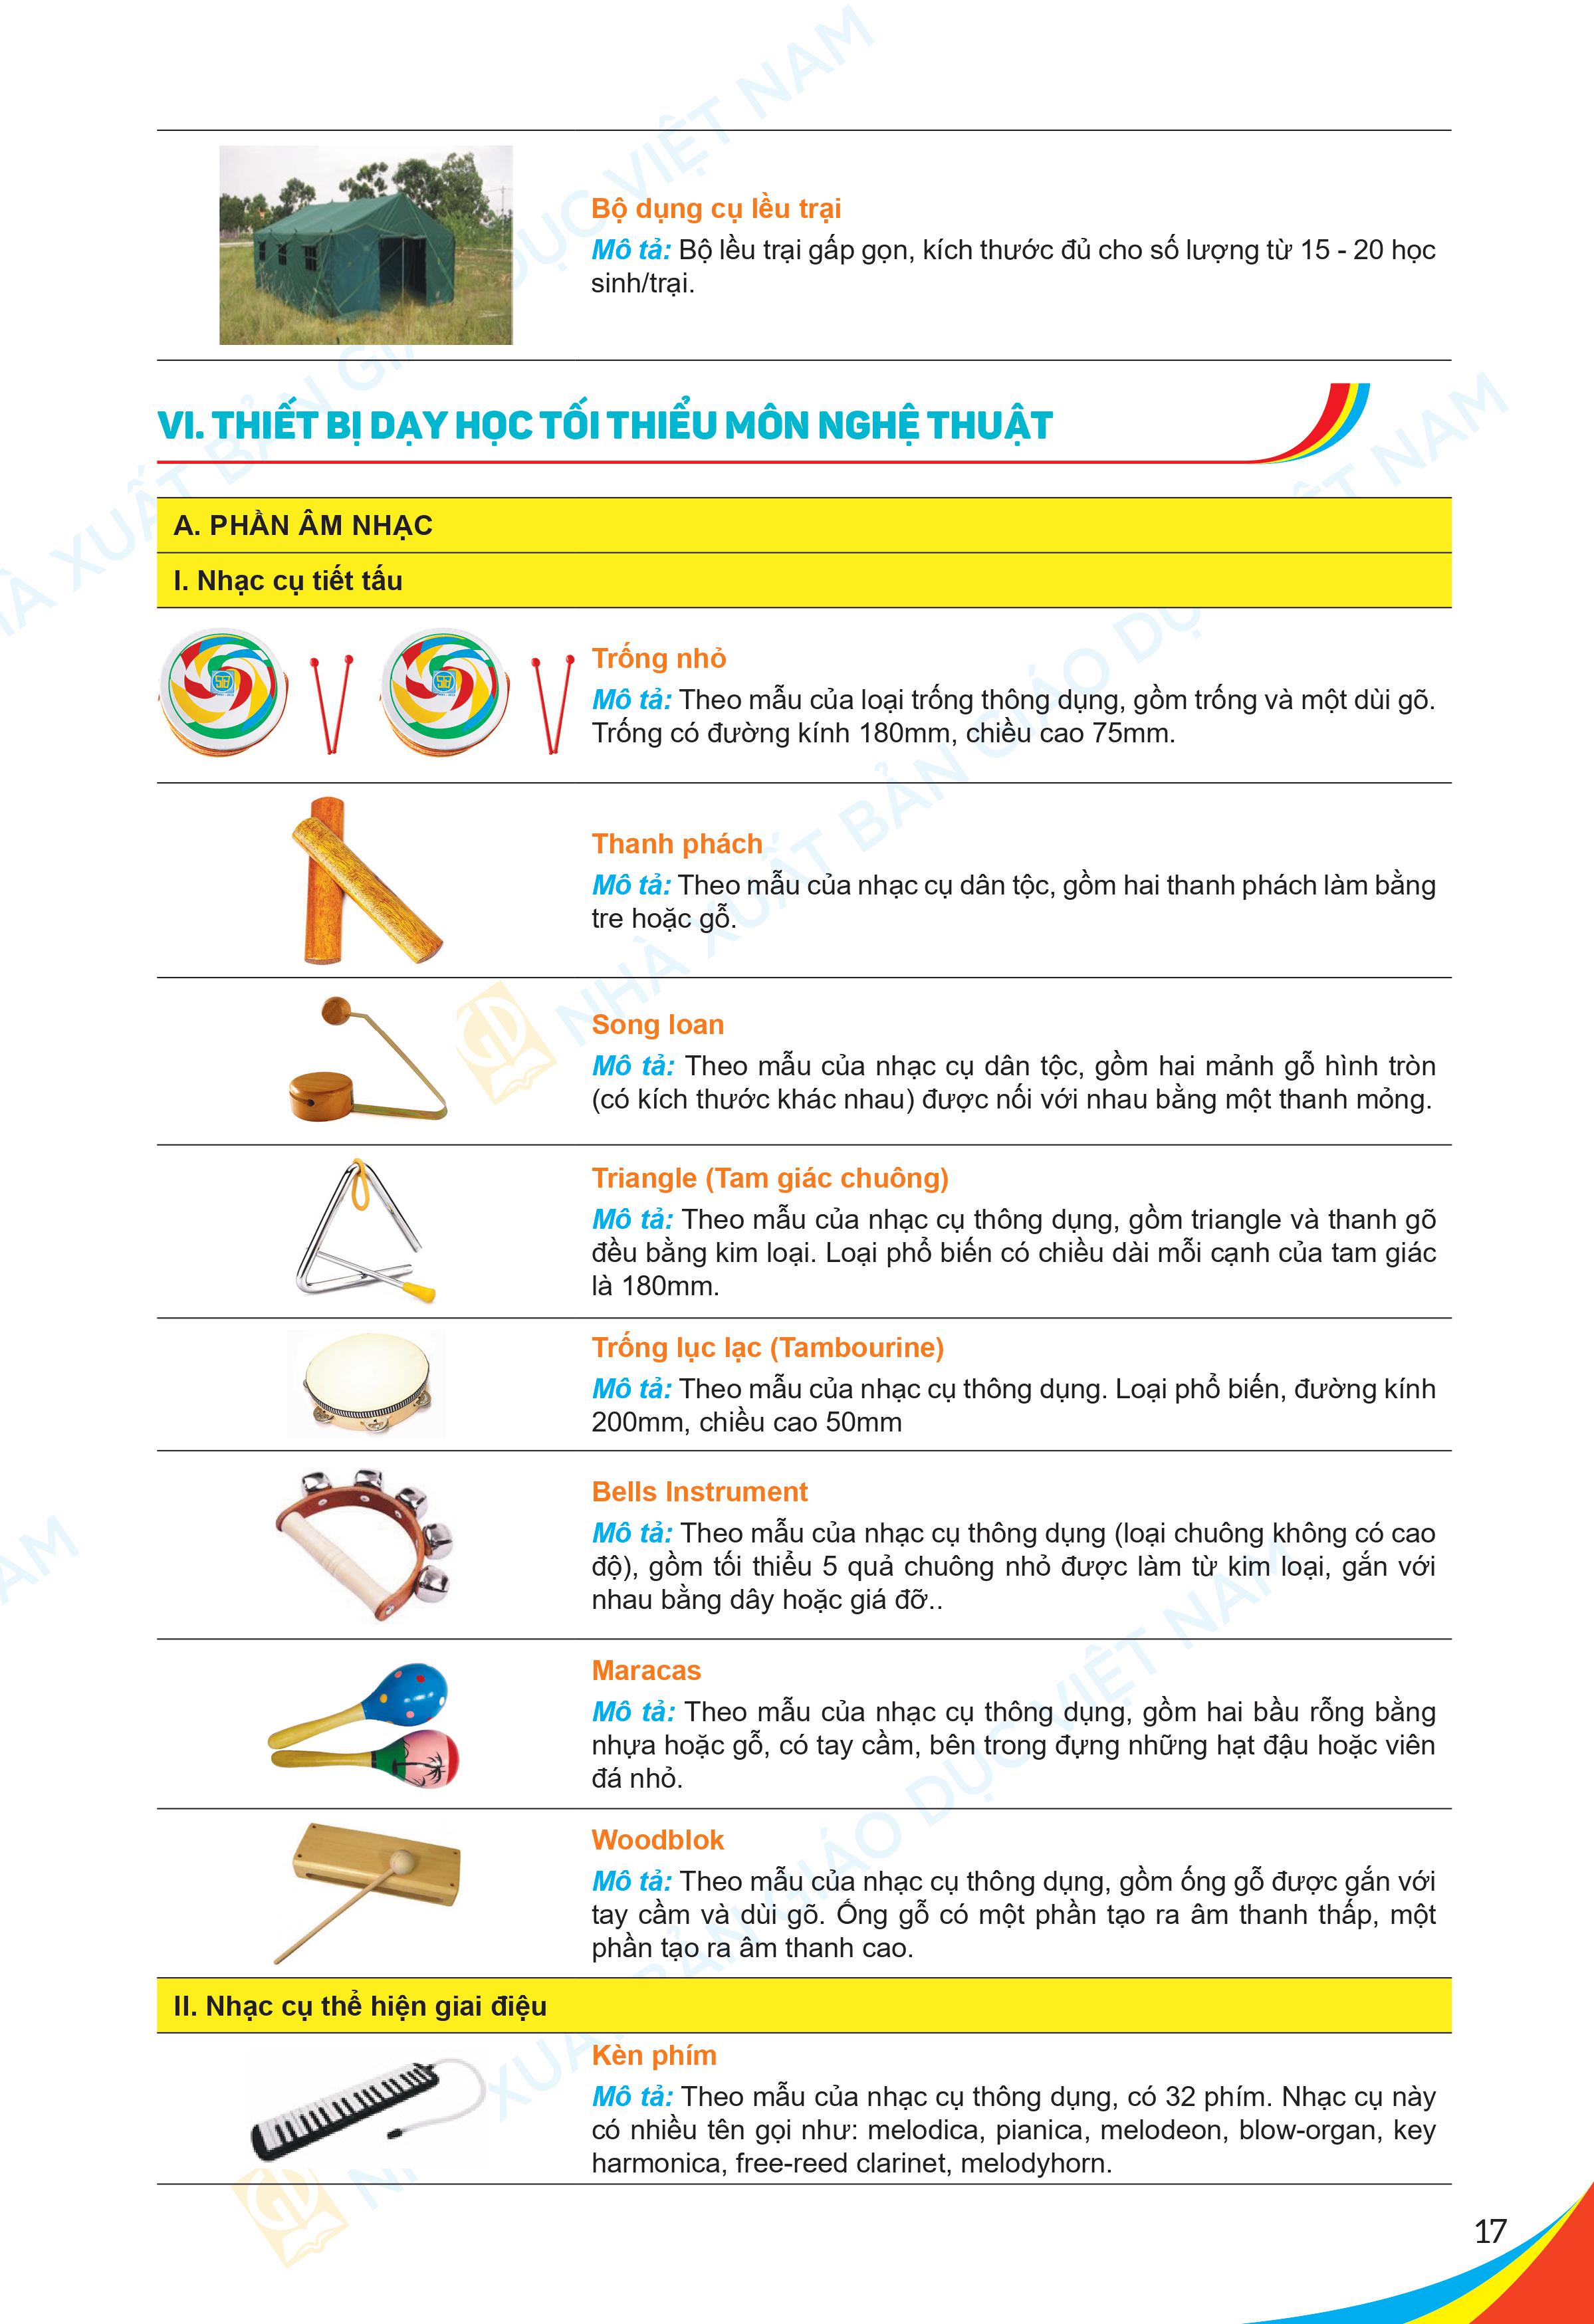 Bộ dụng cụ lều trại
Mô tả: Bộ lều trại gấp gọn, kích thước đủ cho số lượng từ 15 - 20 học
sinh/trại.
VI. THIẾT BỊ DẠY HỌC TỐI THIỂU MÔN NGHỆ THUẬT
A. PHẦN ÂM NHẠC
I. Nhạc cụ tiết tấu
Trống nhỏ
Mô tả: Theo mẫu của loại trống thông dụng, gồm trống và một dùi gõ.
Trống có đường kính 180mm, chiều cao 75mm.
Thanh phách
Mô tả: Theo mẫu của nhạc cụ dân tộc, gồm hai thanh phách làm bằng
tre hoặc gỗ.
Song loan
Mô tả: Theo mẫu của nhạc cụ dân tộc, gồm hai mảnh gỗ hình tròn
(có kích thước khác nhau) được nối với nhau bằng một thanh mỏng.
Triangle (Tam giác chuông)
Mô tả: Theo mẫu của nhạc cụ thông dụng, gồm triangle và thanh gõ
đều bằng kim loại. Loại phổ biến có chiều dài mỗi cạnh của tam giác
là 180mm.
Trống lục lạc (Tambourine)
Mô tả: Theo mẫu của nhạc cụ thông dụng. Loại phổ biến, đường kính
200mm, chiều cao 50mm
Bells Instrument
Mô tả: Theo mẫu của nhạc cụ thông dụng (loại chuông không có cao
độ), gồm tối thiểu 5 quả chuông nhỏ được làm từ kim loại, gắn với
nhau bằng dây hoặc giá đỡ..
Maracas
Mô tả: Theo mẫu của nhạc cụ thông dụng, gồm hai bầu rỗng bằng
nhựa hoặc gỗ, có tay cầm, bên trong đựng những hạt đậu hoặc viên
đá nhỏ.
Woodblok
Mô tả: Theo mẫu của nhạc cụ thông dụng, gồm ống gỗ được gắn với
tay cầm và dùi gõ. Ống gỗ có một phần tạo ra âm thanh thấp, một
phần tạo ra âm thanh cao.
II. Nhạc cụ thể hiện giai điệu
Kèn phím
Mô tả: Theo mẫu của nhạc cụ thông dụng, có 32 phím. Nhạc cụ này
có nhiều tên gọi như: melodica, pianica, melodeon, blow-organ, key
harmonica, free-reed clarinet, melodyhorn.
17
NHÀ XUẤT BẢN GIÁO DỤC VIỆT NAM